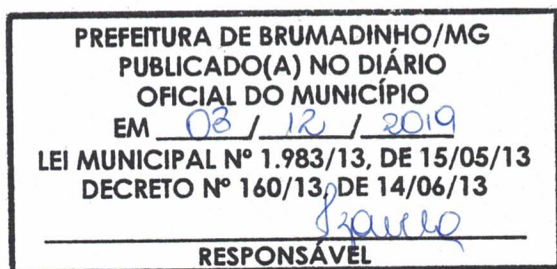 PREFEITURA DE BRUMADINHO/MG
PUBLICADO(A) NO DIÁRIO
OFICIAL DO MUNICÍPIO
EM 03 / 12 / 2019
LEI MUNICIPAL Nº 1.983/13, DE 15/05/13
DECRETO Nº 160/13, DE 14/06/13
RESPONSÁVEL